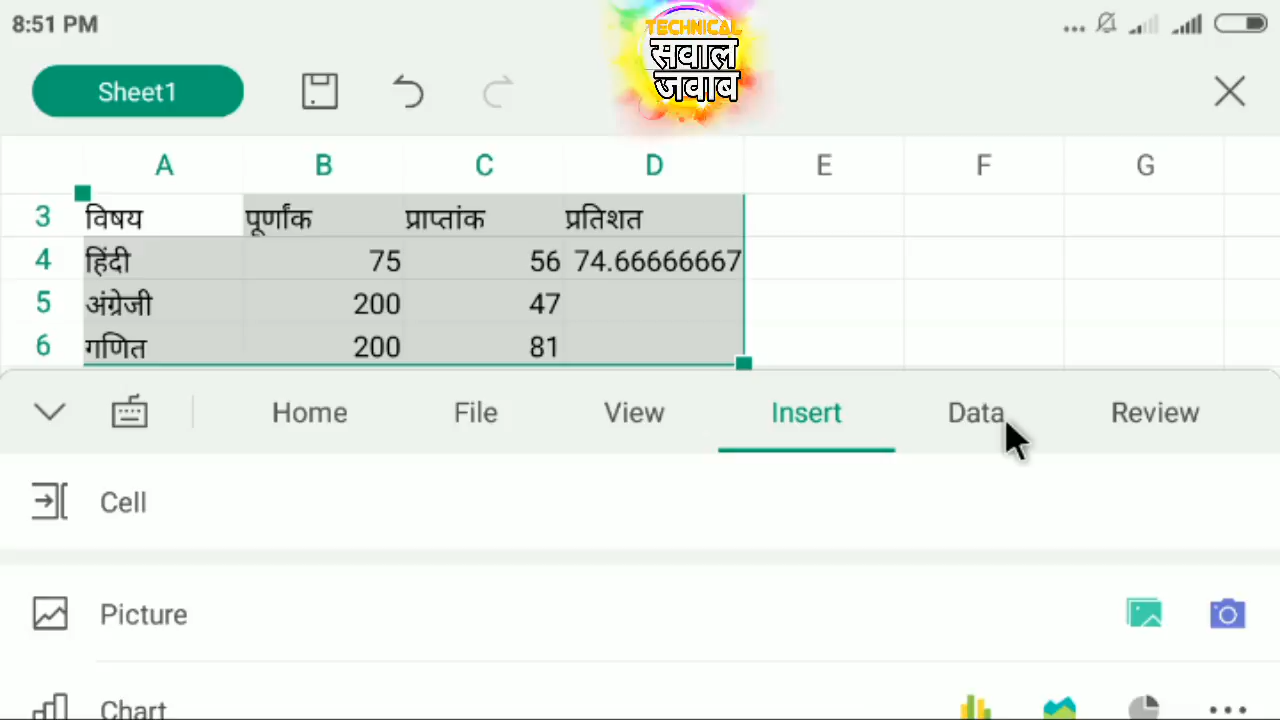 8:51 PM
TECHNICAL
सवाल
जवाब
Sheet1
A B C D E F G
3 विषय पूर्णांक प्राप्तांक प्रतिशत
4 हिंदी 75 56 74.66666667
5 अंग्रेजी 200 47
6 गणित 200 81
Home File View Insert Data Review
Cell
Picture
Chart